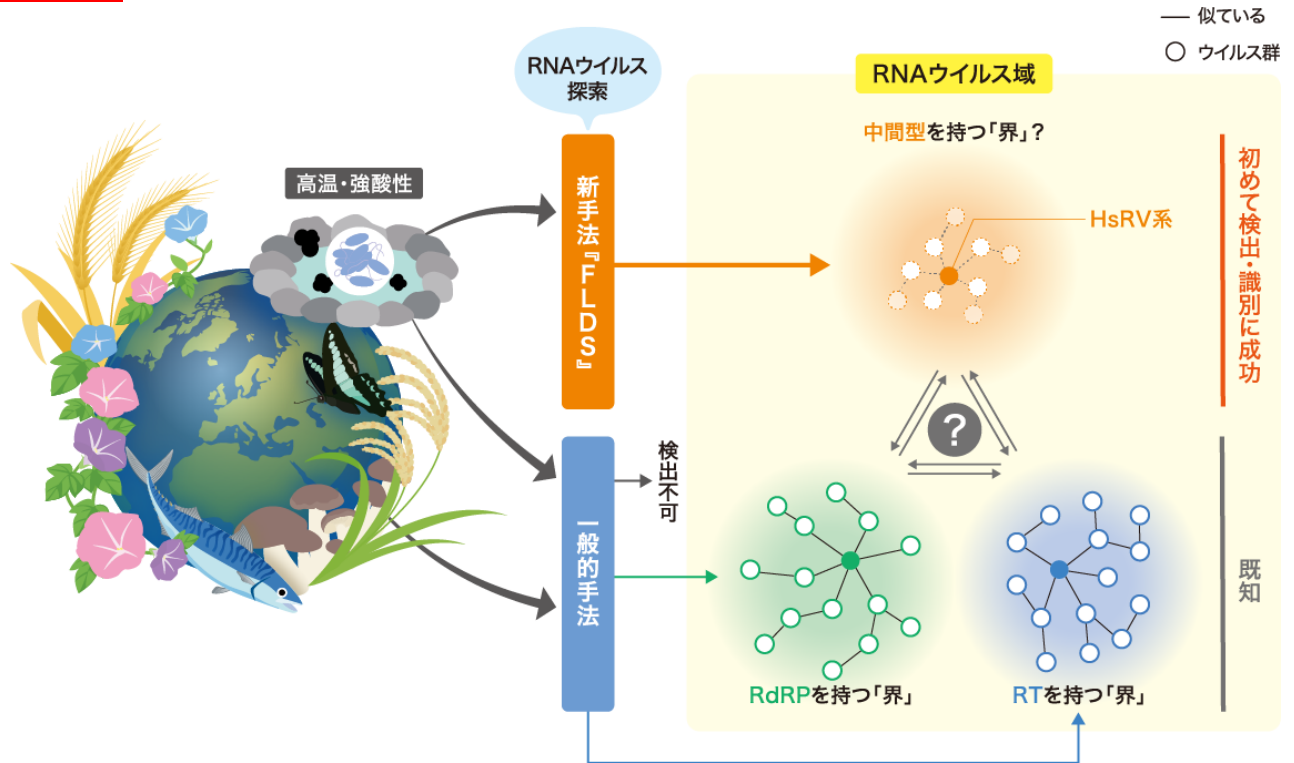 似ている
ウイルス群
RNAウイルス
探索
RNAウイルス域
中間型を持つ「界」?
高温・強酸性
新手法『FLDS』
HsRV系
初めて検出・識別に成功
?
検出不可
一般的手法
既知
RdRPを持つ「界」
RTを持つ「界」